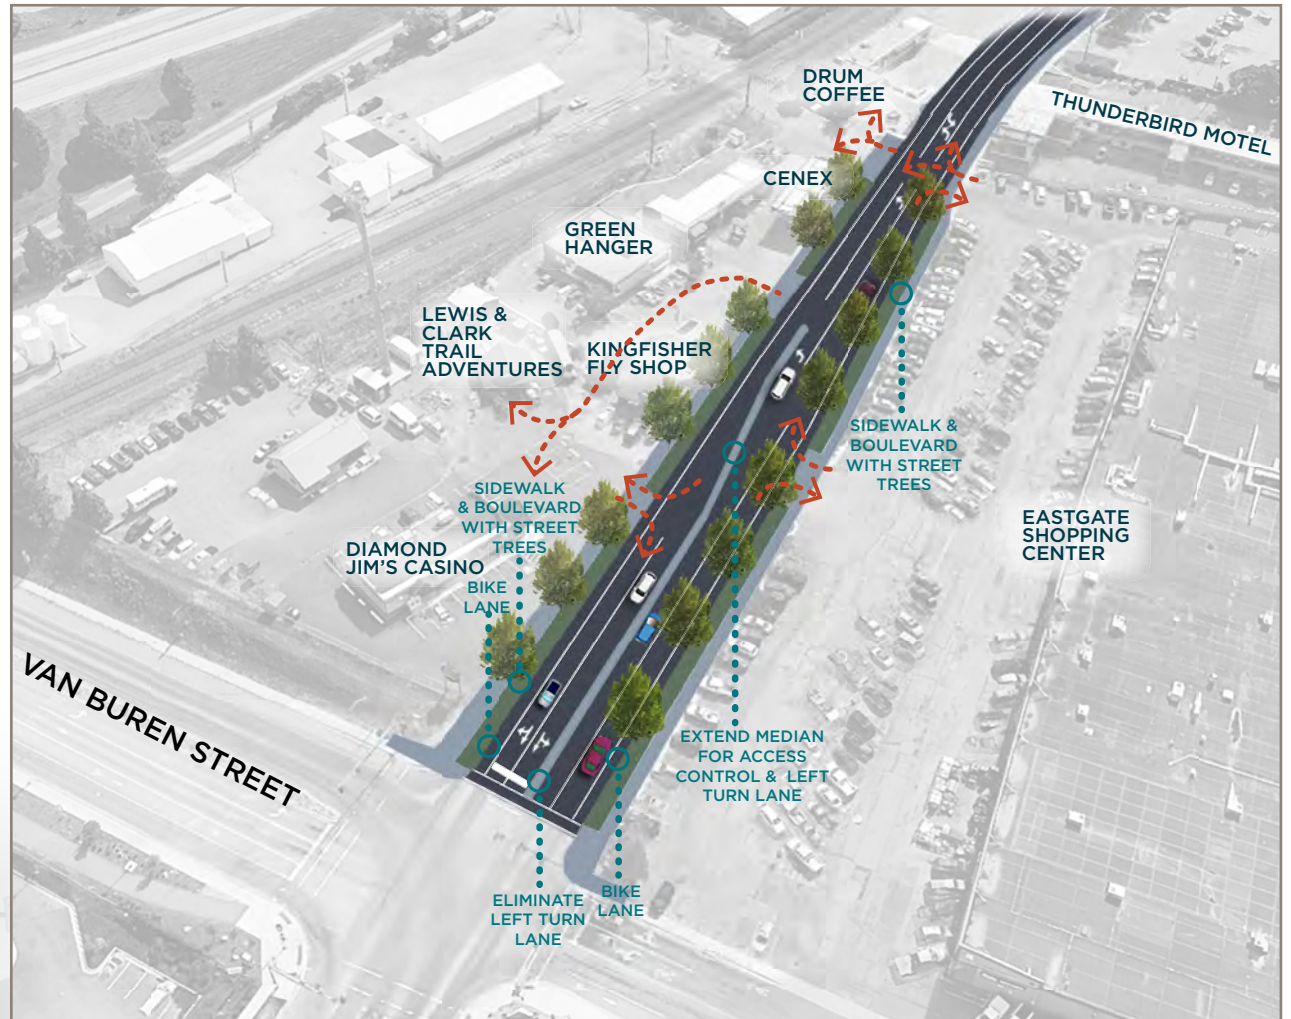 DRUM
COFFEE
THUNDERBIRD MOTEL
CENEX
GREEN
HANGER
LEWIS &
CLARK
TRAIL
ADVENTURES
KINGFISHER
FLY SHOP
SIDEWALK &
BOULEVARD
WITH STREET
TREES
SIDEWALK
& BOULEVARD
WITH STREET
TREES
EASTGATE
SHOPPING
CENTER
DIAMOND
JIM'S CASINO
BIKE
LANE
VAN BUREN STREET
EXTEND MEDIAN
FOR ACCESS
CONTROL & LEFT
TURN LANE
ELIMINATE
LEFT TURN
LANE
BIKE
LANE